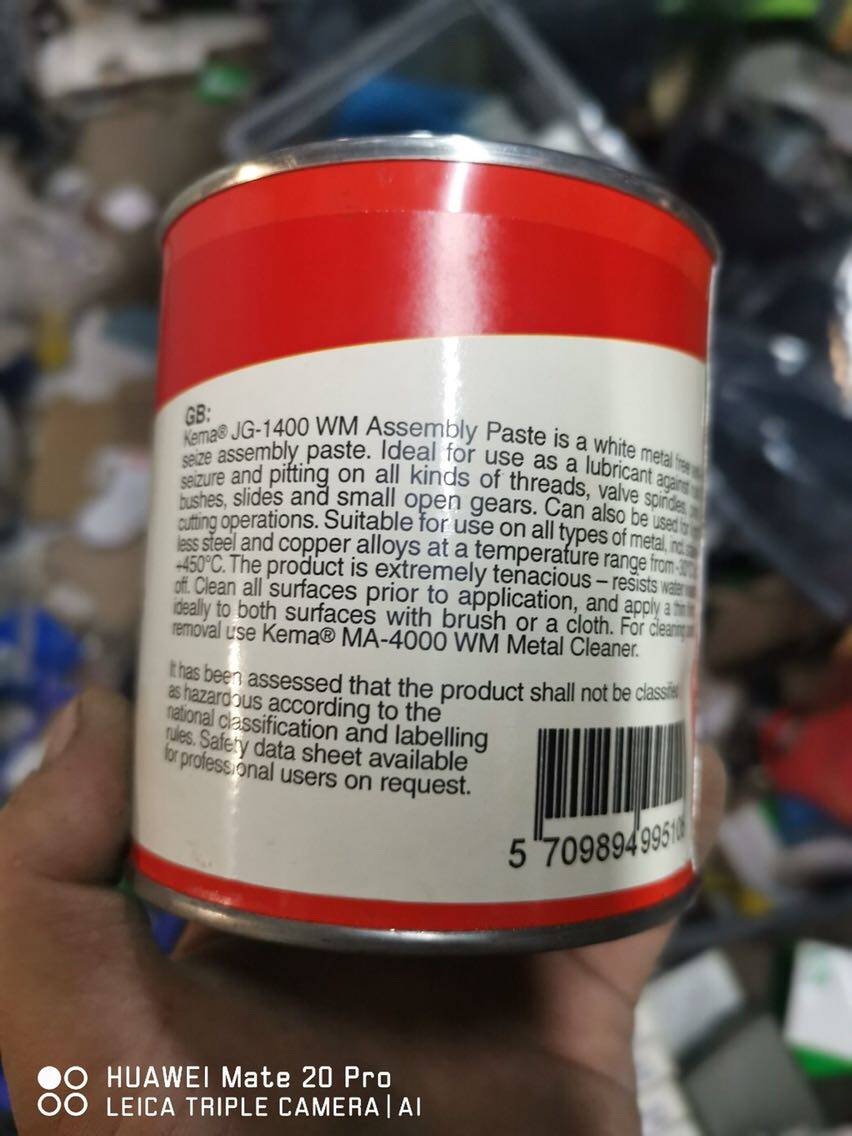 GB:
Kema® JG-1400 WM Assembly Paste is a white metal free
seize assembly paste. Ideal for use as a lubricant against
seizure and pitting on all kinds of threads, valve spindles,
bushes, slides and small open gears. Can also be used for
cutting operations. Suitable for use on all types of metal,
less steel and copper alloys at a temperature range from -30°C
+450°C. The product is extremely tenacious – resists water
off. Clean all surfaces prior to application, and apply a thin
ideally to both surfaces with brush or a cloth. For cleaning
removal use Kema® MA-4000 WM Metal Cleaner.
It has been assessed that the product shall not be classified
as hazardous according to the
national classification and labelling
rules. Safety data sheet available
for professional users on request.
5 709894 99510
HUAWEI Mate 20 Pro
LEICA TRIPLE CAMERA | AI